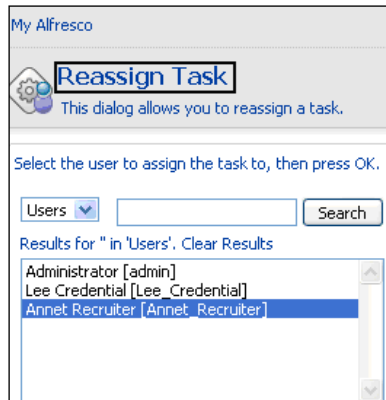 My Alfresco
Reassign Task
This dialog allows you to reassign a task.
Select the user to assign the task to, then press OK.
Users
Search
Results for '' in 'Users'. Clear Results
Administrator [admin]
Lee Credential [Lee_Credential]
Annet Recruiter [Annet_Recruiter]